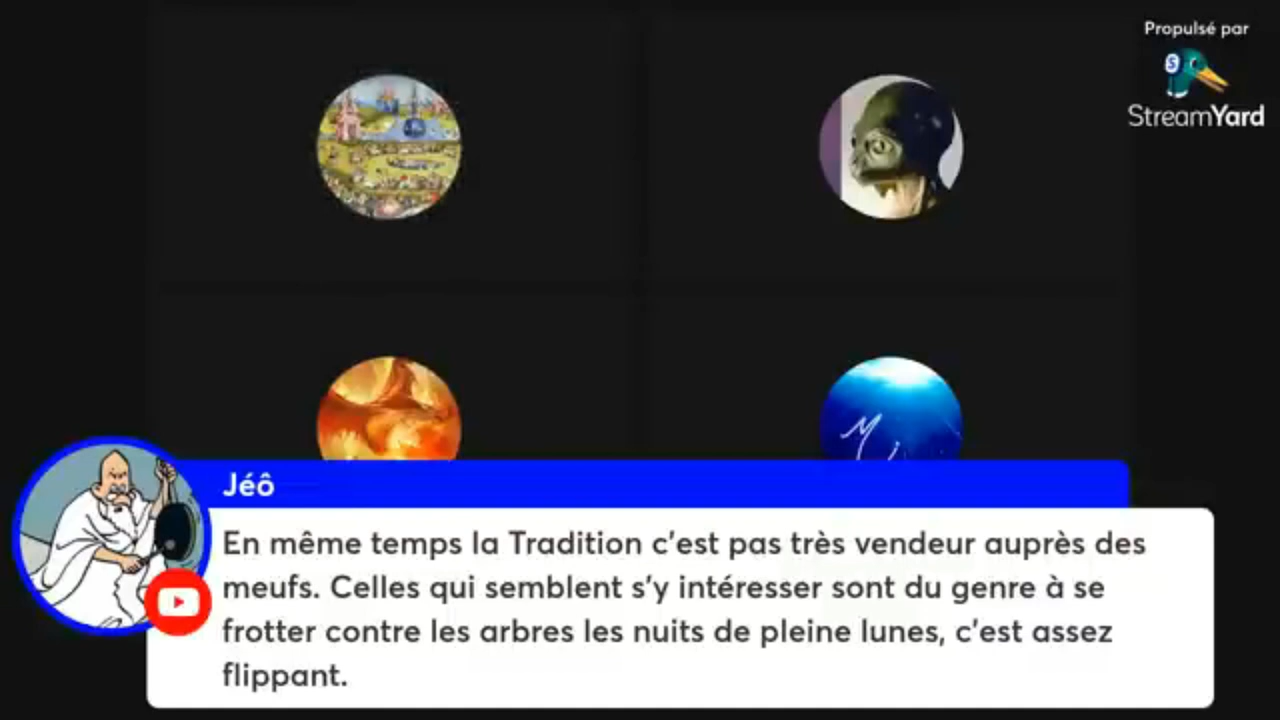 Propulsé par
StreamYard
Jéô
En même temps la Tradition c'est pas très vendeur auprès des
meufs. Celles qui semblent s'y intéresser sont du genre à se
frotter contre les arbres les nuits de pleine lunes, c'est assez
flippant.